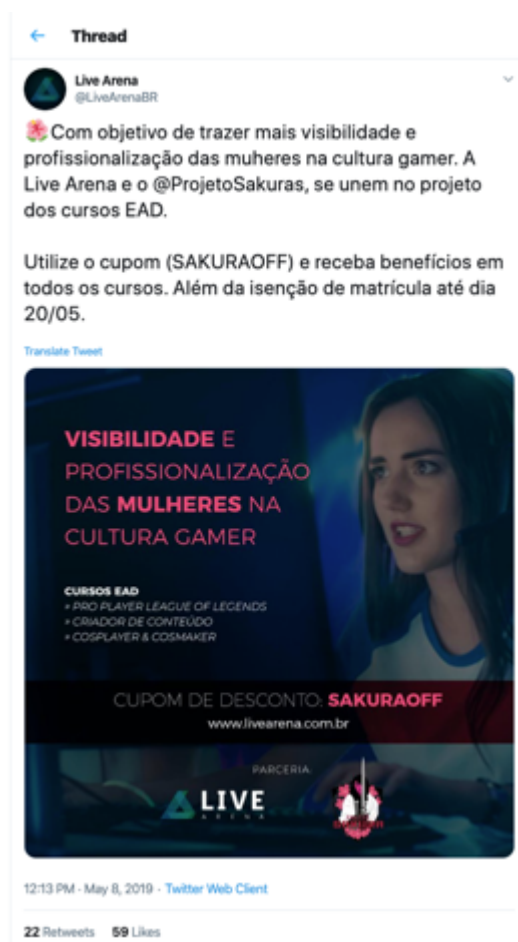 Thread
Live Arena
@LiveArenaBR
🌺Com objetivo de trazer mais visibilidade e
profissionalização das muheres na cultura gamer. A
Live Arena e o @ProjetoSakuras, se unem no projeto
dos cursos EAD.
Utilize o cupom (SAKURAOFF) e receba benefícios em
todos os cursos. Além da isenção de matrícula até dia
20/05.
Translate Tweet
VISIBILIDADE E
PROFISSIONALIZAÇÃO
DAS MULHERES NA
CULTURA GAMER
CURSOS EAD
» PRO PLAYER LEAGUE OF LEGENDS
» CRIADOR DE CONTEÚDO
» COSPLAYER & COSMAKER
CUPOM DE DESCONTO: SAKURAOFF
www.livearena.com.br
PARCERIA:
LIVE
ARENA
12:13 PM · May 8, 2019 · Twitter Web Client
22 Retweets 59 Likes